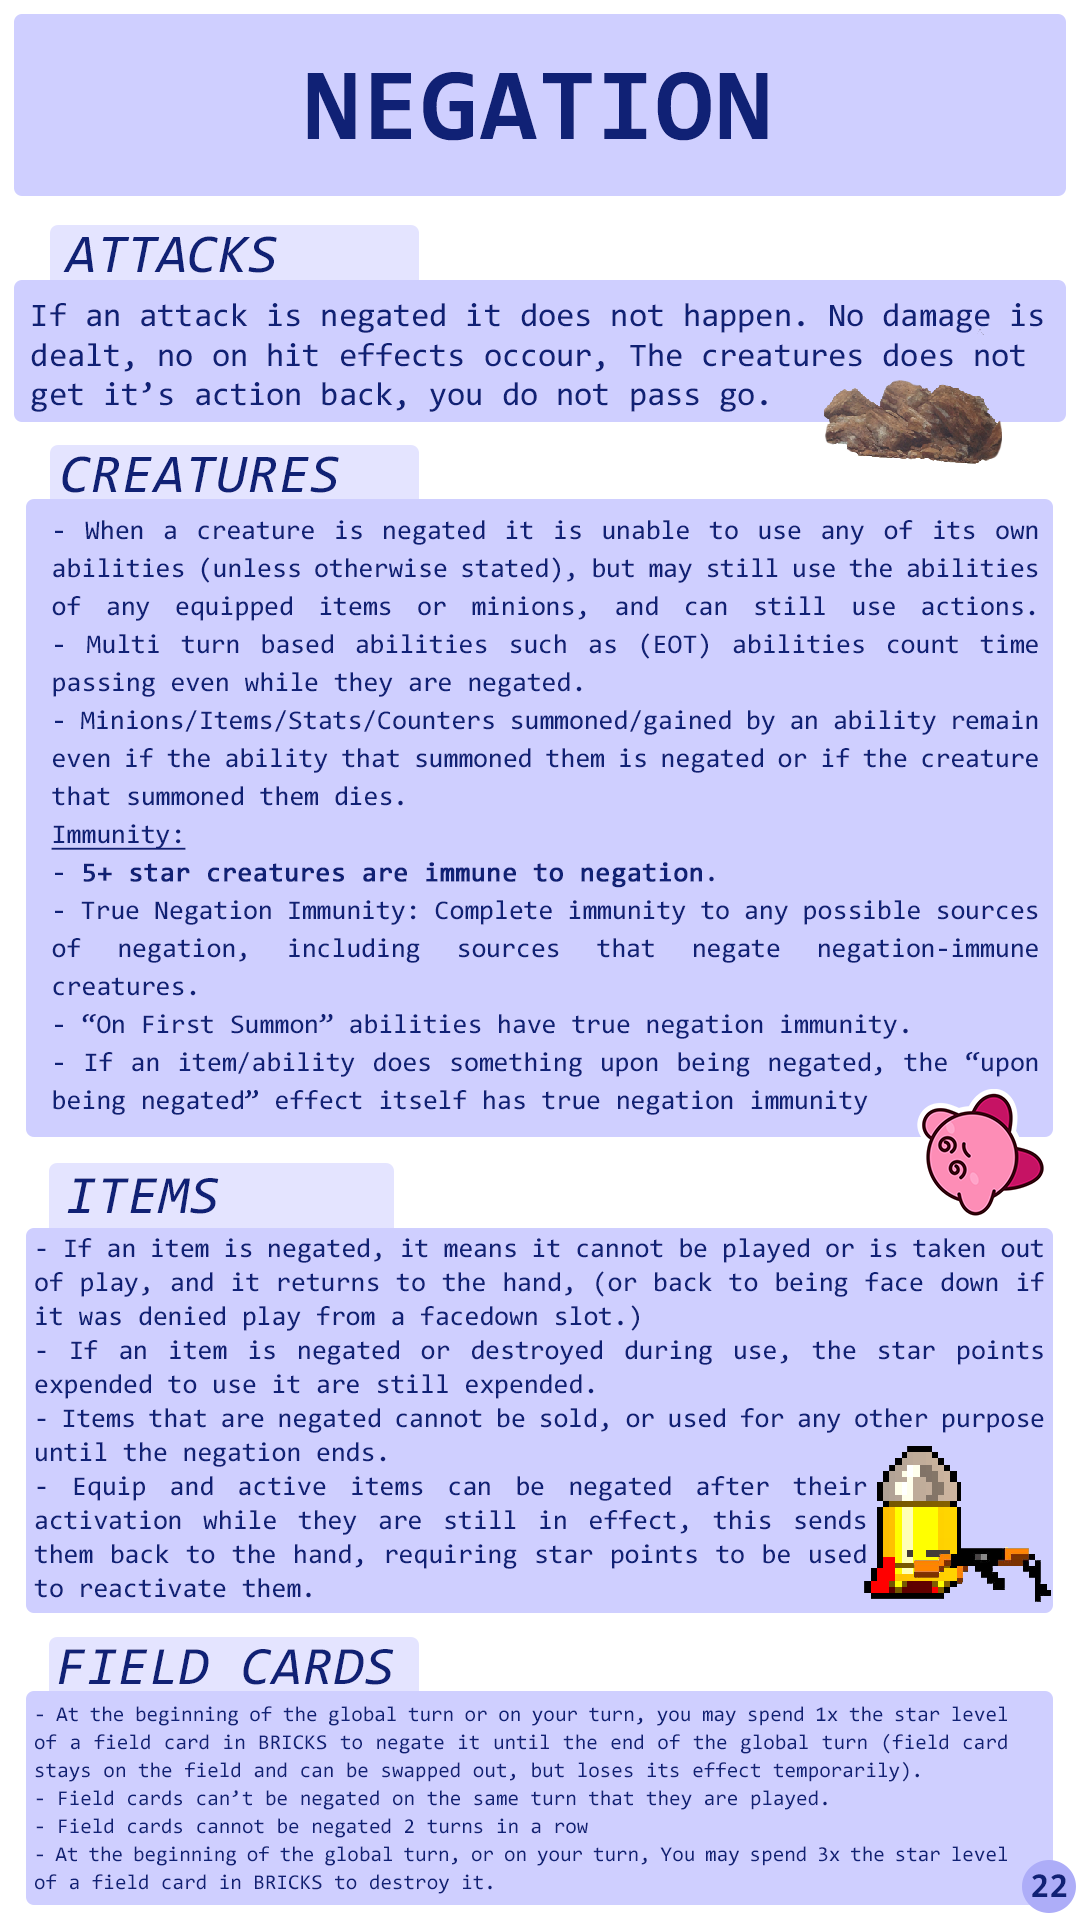 NEGATION
ATTACKS
If an attack is negated it does not happen. No damage is
dealt, no on hit effects occour, The creatures does not
get it’s action back, you do not pass go.
CREATURES
- When a creature is negated it is unable to use any of its own
abilities (unless otherwise stated), but may still use the abilities
of any equipped items or minions, and can still use actions.
- Multi turn based abilities such as (EOT) abilities count time
passing even while they are negated.
- Minions/Items/Stats/Counters summoned/gained by an ability remain
even if the ability that summoned them is negated or if the creature
that summoned them dies.
Immunity:
- 5+ star creatures are immune to negation.
- True Negation Immunity: Complete immunity to any possible sources
of negation, including sources that negate negation-immune
creatures.
- “On First Summon” abilities have true negation immunity.
- If an item/ability does something upon being negated, the “upon
being negated” effect itself has true negation immunity
ITEMS
- If an item is negated, it means it cannot be played or is taken out
of play, and it returns to the hand, (or back to being face down if
it was denied play from a facedown slot.)
- If an item is negated or destroyed during use, the star points
expended to use it are still expended.
- Items that are negated cannot be sold, or used for any other purpose
until the negation ends.
- Equip and active items can be negated after their
activation while they are still in effect, this sends
them back to the hand, requiring star points to be used
to reactivate them.
FIELD CARDS
- At the beginning of the global turn or on your turn, you may spend 1x the star level
of a field card in BRICKS to negate it until the end of the global turn (field card
stays on the field and can be swapped out, but loses its effect temporarily).
- Field cards can’t be negated on the same turn that they are played.
- Field cards cannot be negated 2 turns in a row
- At the beginning of the global turn, or on your turn, You may spend 3x the star level
of a field card in BRICKS to destroy it.
22